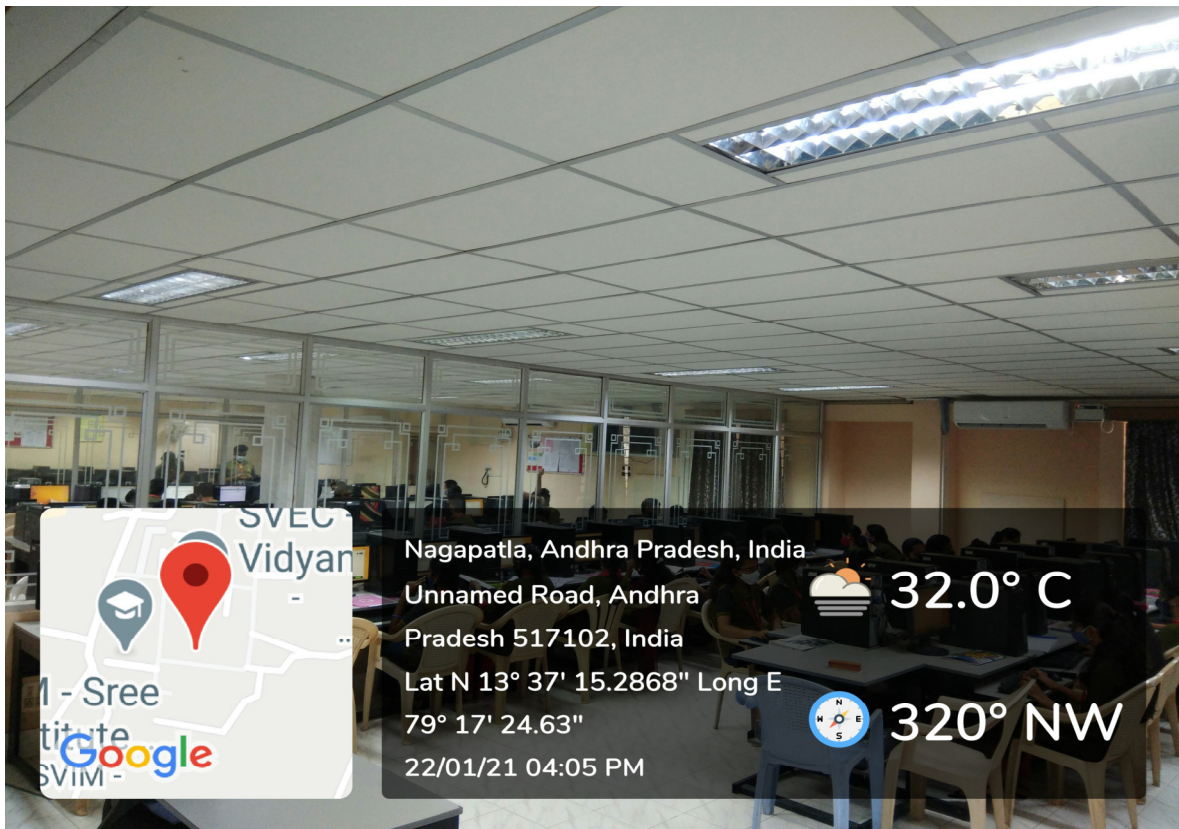 SVEC -
Vidyan
-
- Sree
titute
SVIM -
Google
Nagapatla, Andhra Pradesh, India
Unnamed Road, Andhra
Pradesh 517102, India
Lat N 13° 37' 15.2868" Long E
79° 17' 24.63"
22/01/21 04:05 PM
32.0° C
N
W E
S
320° NW